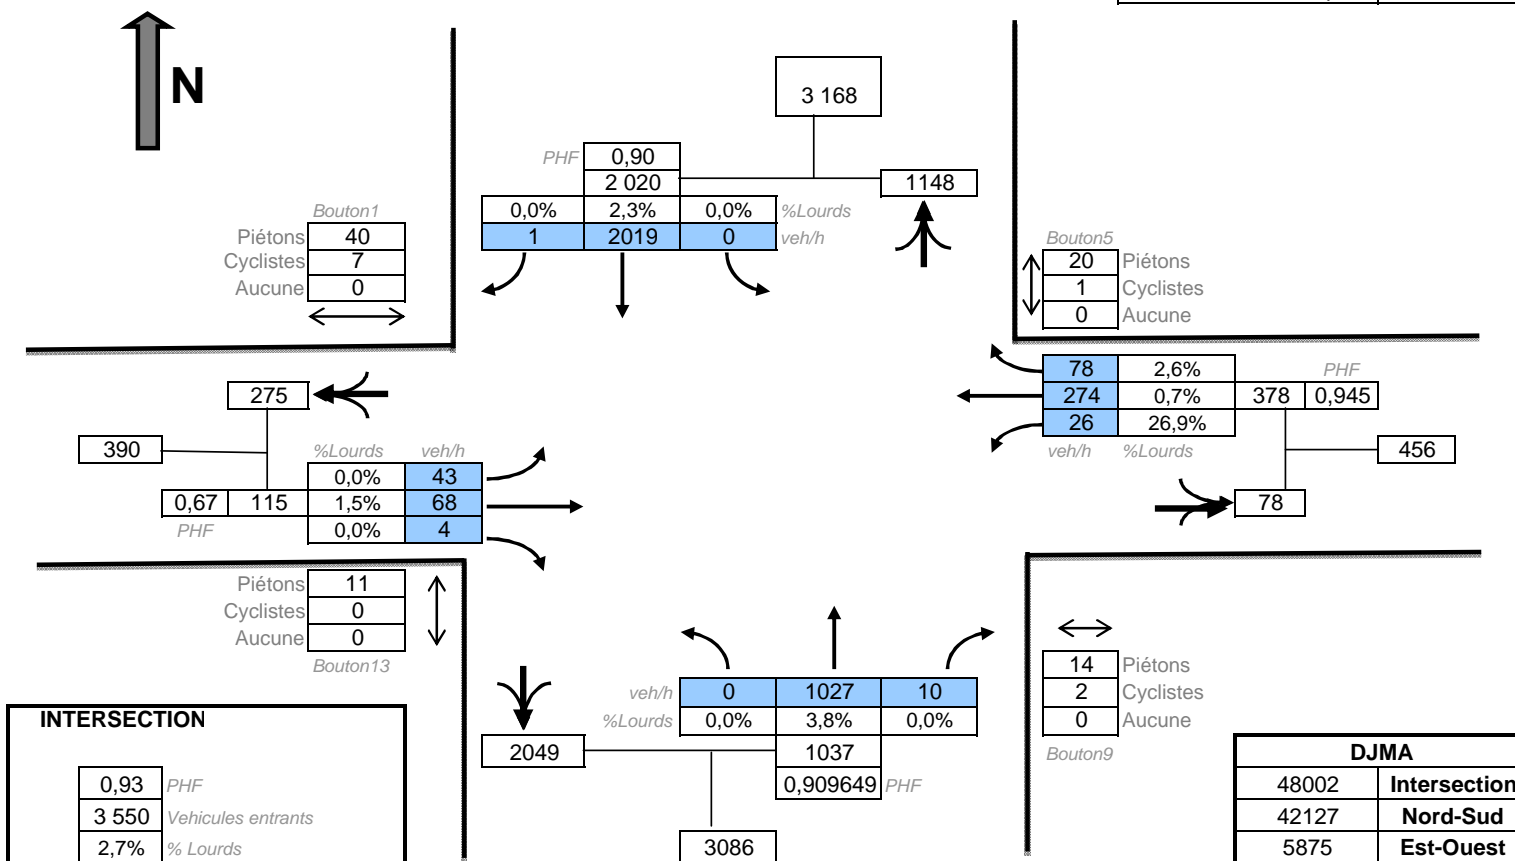 N
3 168
PHF 0,90
2 020 1148
0,0% 2,3% 0,0% %Lourds
1 2019 0 veh/h
Bouton1
Piétons 40
Cyclistes 7
Aucune 0
Bouton5
20 Piétons
1 Cyclistes
0 Aucune
78 2,6% PHF
274 0,7% 378 0,945
26 26,9%
veh/h %Lourds 456
78
275
390
%Lourds veh/h
0,0% 43
0,67 115 1,5% 68
PHF 0,0% 4
Piétons 11
Cyclistes 0
Aucune 0
Bouton13
14 Piétons
2 Cyclistes
0 Aucune
Bouton9
veh/h 0 1027 10
%Lourds 0,0% 3,8% 0,0%
2049 1037
0,909649 PHF
3086
INTERSECTION
0,93 PHF
3 550 Vehicules entrants
2,7% % Lourds
DJMA
48002 Intersection
42127 Nord-Sud
5875 Est-Ouest